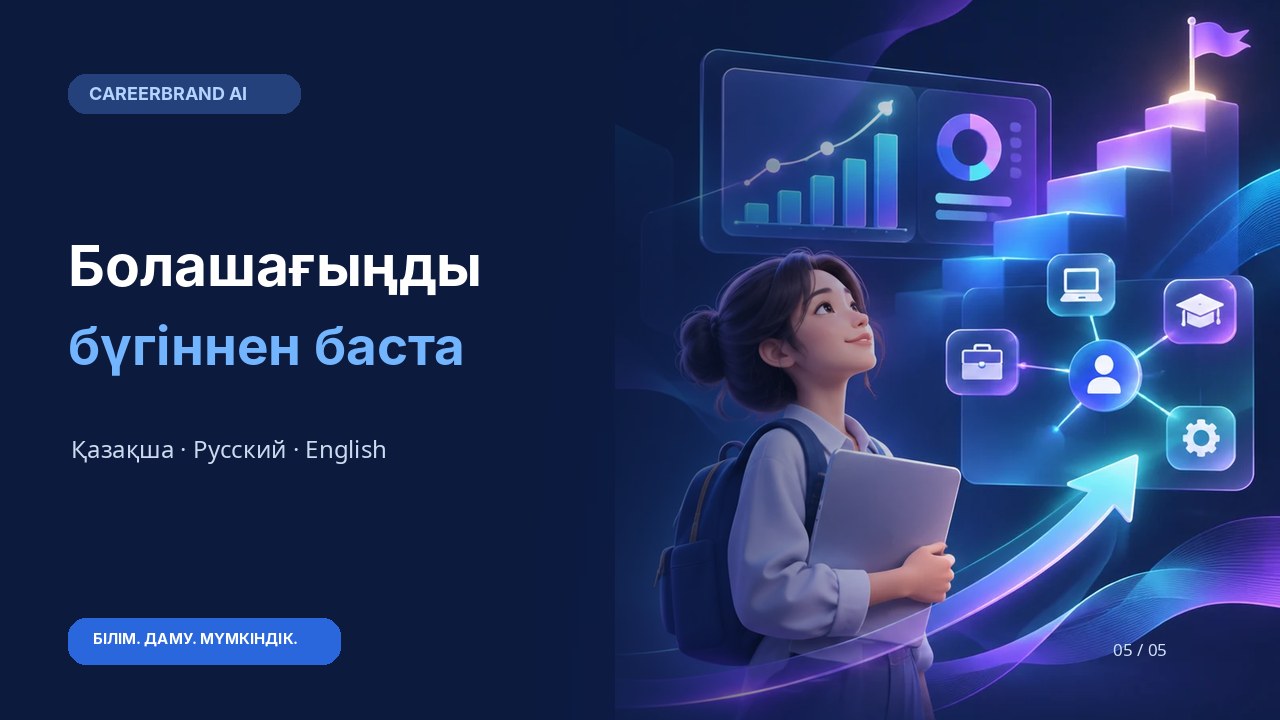 CAREERBRAND AI
Болашағыңды
бүгіннен баста
Қазақша · Русский · English
БІЛІМ. ДАМУ. МҮМКІНДІК.
05 / 05